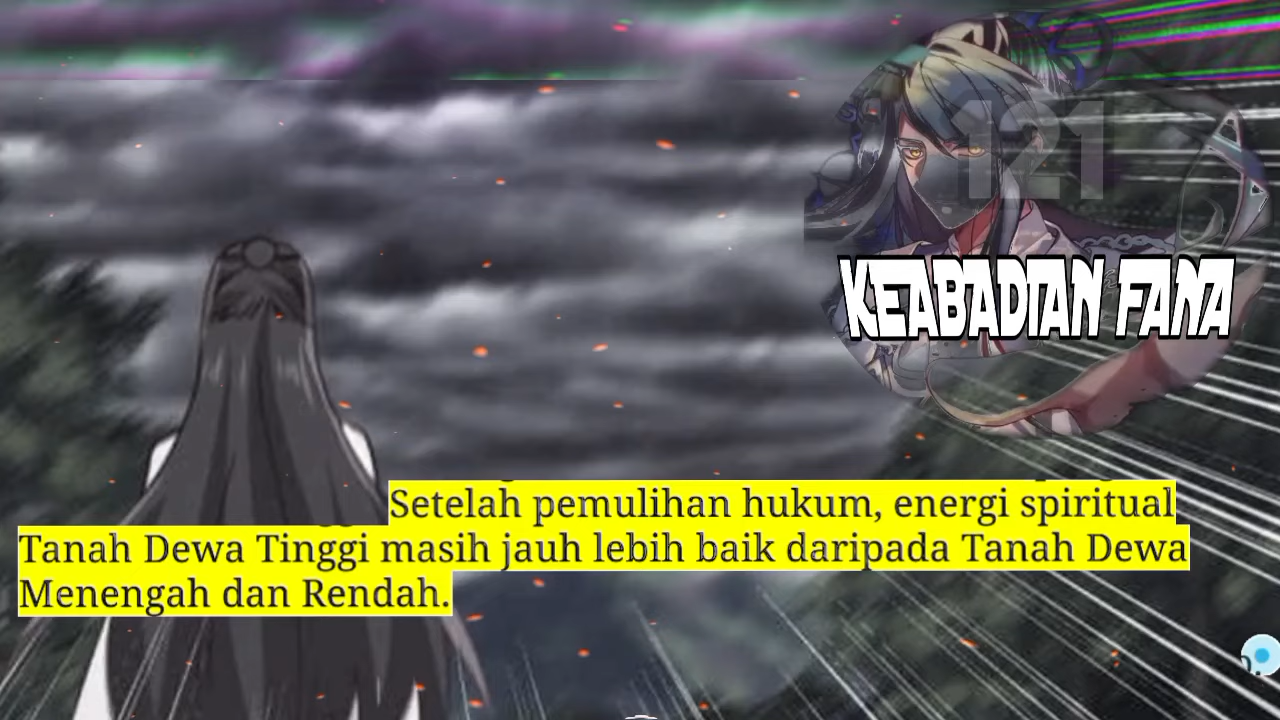 121
KEABADIAN FANA
Setelah pemulihan hukum, energi spiritual
Tanah Dewa Tinggi masih jauh lebih baik daripada Tanah Dewa
Menengah dan Rendah.